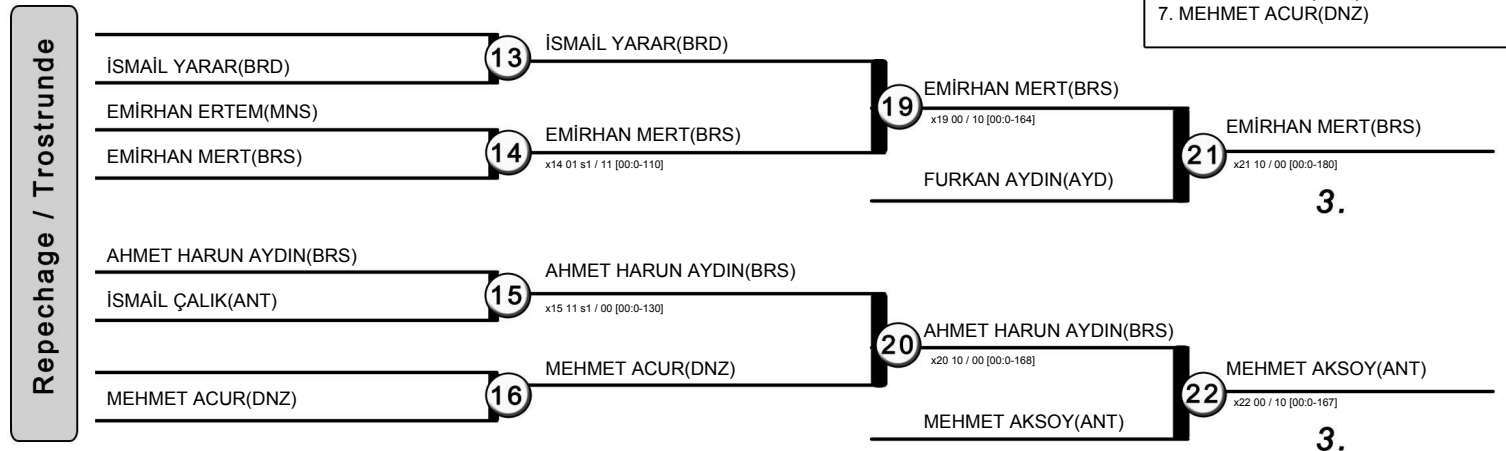 7. MEHMET ACUR(DNZ)
Repechage / Trostrunde
İSMAİL YARAR(BRD)
13
İSMAİL YARAR(BRD)
EMİRHAN ERTEM(MNS)
EMİRHAN MERT(BRS)
14
EMİRHAN MERT(BRS)
x14 01 s1 / 11 [00:0-110]
19
EMİRHAN MERT(BRS)
x19 00 / 10 [00:0-164]
FURKAN AYDIN(AYD)
21
EMİRHAN MERT(BRS)
x21 10 / 00 [00:0-180]
3.
AHMET HARUN AYDIN(BRS)
İSMAİL ÇALIK(ANT)
15
AHMET HARUN AYDIN(BRS)
x15 11 s1 / 00 [00:0-130]
MEHMET ACUR(DNZ)
16
MEHMET ACUR(DNZ)
20
AHMET HARUN AYDIN(BRS)
x20 10 / 00 [00:0-168]
MEHMET AKSOY(ANT)
22
MEHMET AKSOY(ANT)
x22 00 / 10 [00:0-167]
3.